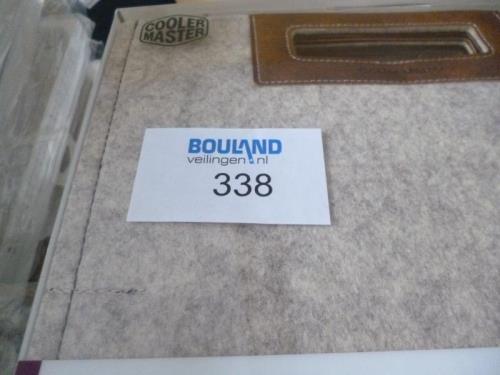 COOLER
MASTER
BOULAND
veilingen.nl
338